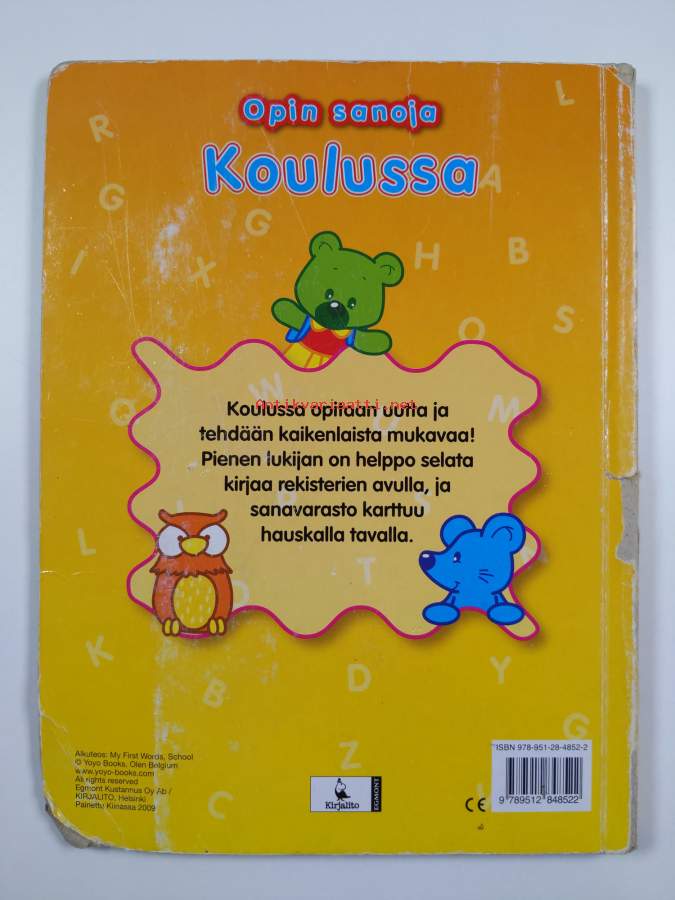 Opin sanoja
Koulussa
Antikvariaatti.net
Koulussa opitaan uutta ja
tehdään kaikenlaista mukavaa!
Pienen lukijan on helppo selata
kirjaa rekisterien avulla, ja
sanavarasto karttuu
hauskalla tavalla.
Alkuteos: My First Words, School
© Yoyo Books, Olen Belgium
www.yoyo-books.com
All rights reserved
Egmont Kustannus Oy Ab /
KIRJALITO, Helsinki
Painettu Kiinassa 2009
Kirjalito
EGMONT
CE
ISBN 978-951-28-4852-2
9 789512 848522